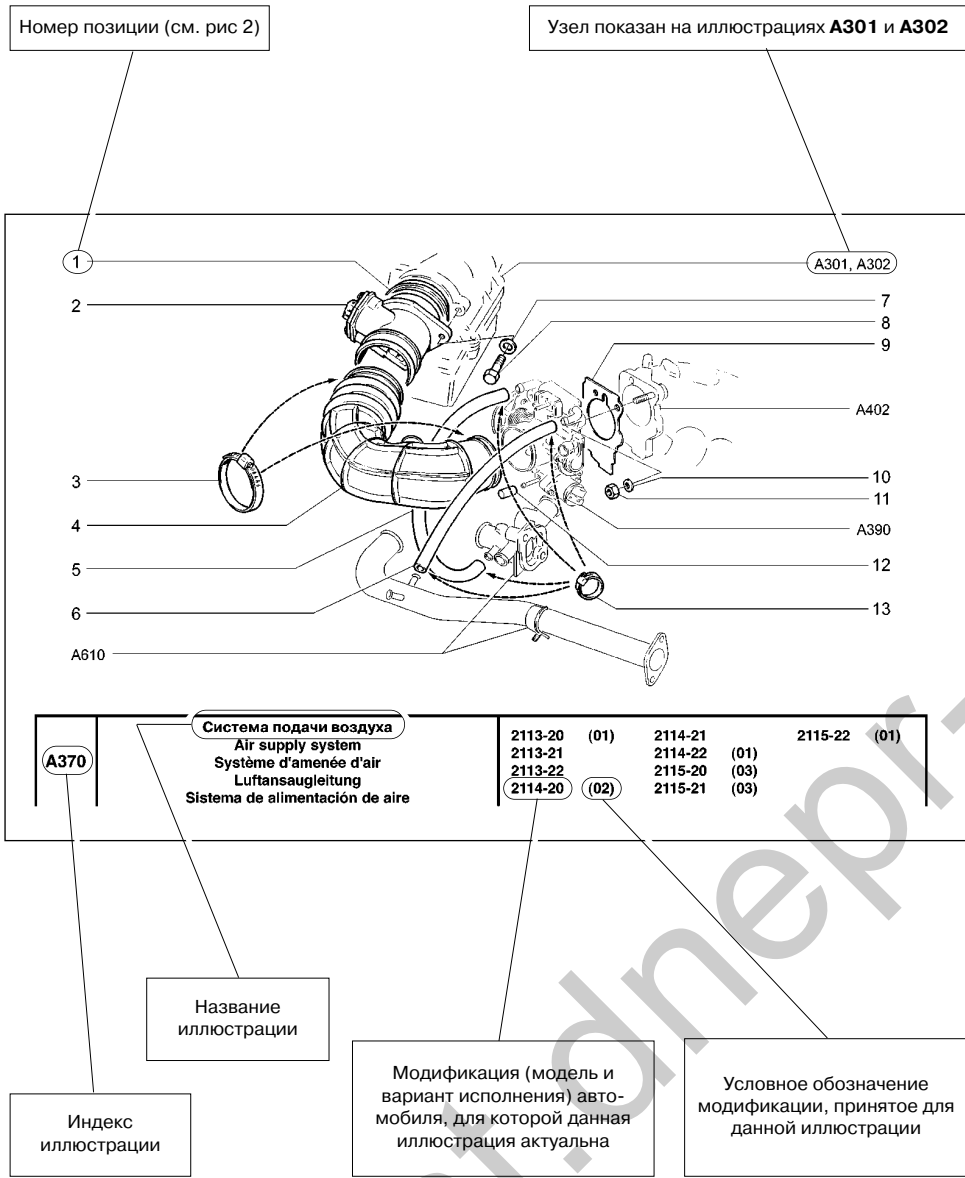 Номер позиции (см. рис 2)
Узел показан на иллюстрациях A301 и A302
1
2
3
4
5
6
A610
A301, A302
7
8
9
A402
10
11
A390
12
13
A370
Система подачи воздуха
Air supply system
Système d'amenée d'air
Luftansaugleitung
Sistema de alimentación de aire
2113-20 (01) 2114-21 2115-22 (01)
2113-21 2114-22 (01)
2113-22 2115-20 (03)
2114-20 (02) 2115-21 (03)
Название
иллюстрации
Индекс
иллюстрации
Модификация (модель и
вариант исполнения) авто-
мобиля, для которой данная
иллюстрация актуальна
Условное обозначение
модификации, принятое для
данной иллюстрации
t.dnepr-